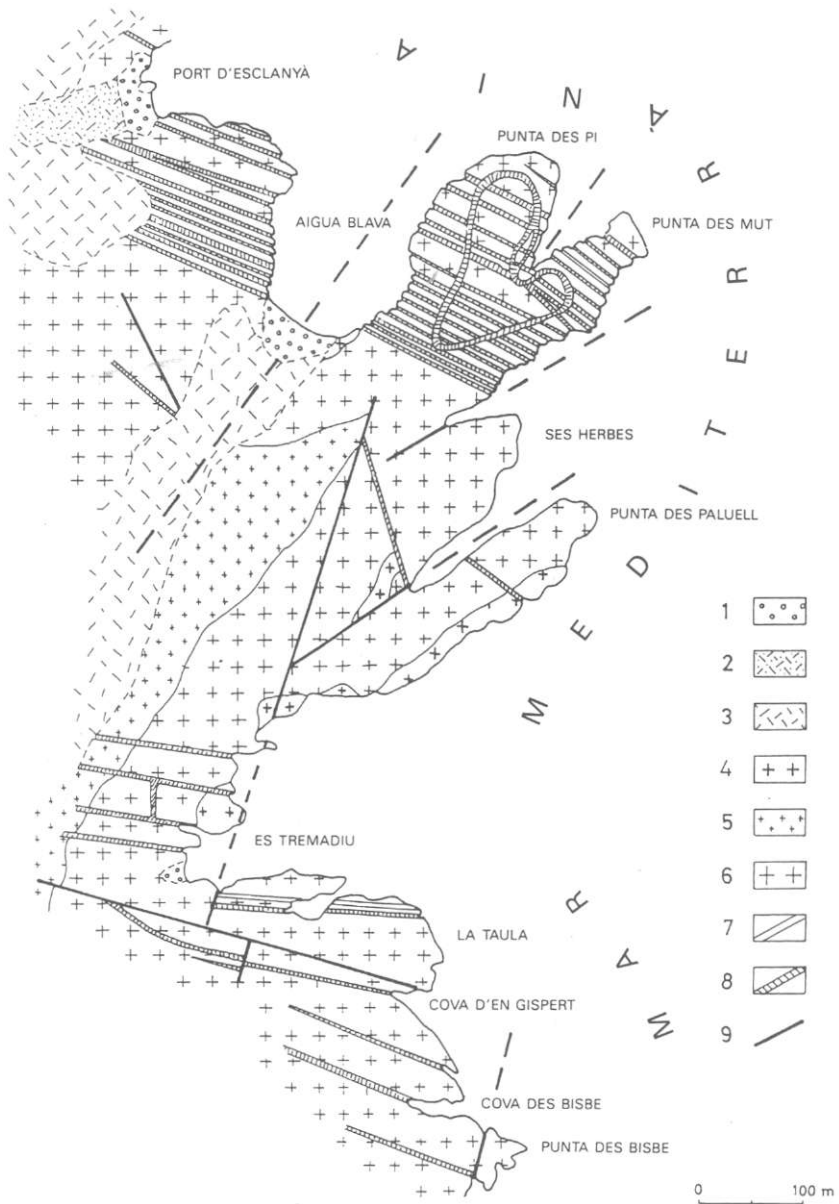 PORT D'ESCLANYÀ
PUNTA DES PI
AIGUA BLAVA
PUNTA DES MUT
MAR MEDITERRÀNIA
SES HERBES
PUNTA DES PALUELL
ES TREMADIU
LA TAULA
COVA D'EN GISPERT
COVA DES BISBE
PUNTA DES BISBE
1
2
3
4
5
6
7
8
9
0 100 m